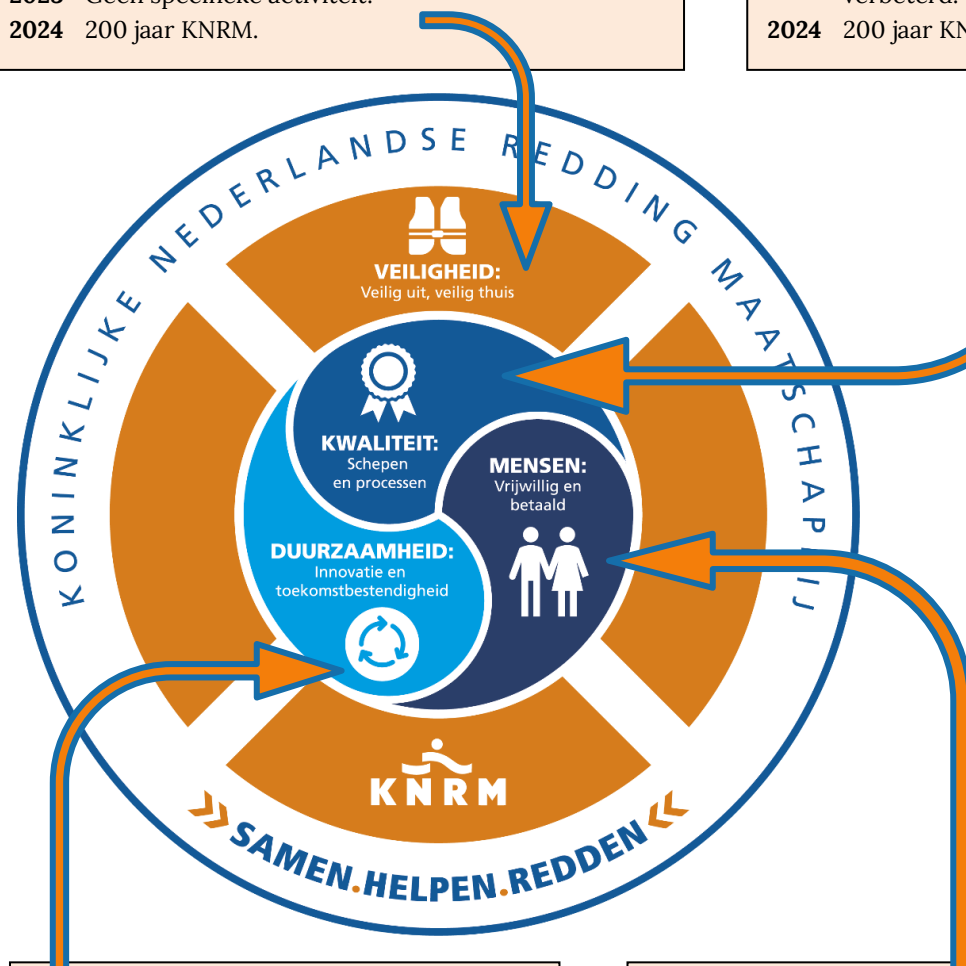 2024 200 jaar KNRM.
verbeterd.
2024 200 jaar
KONINKLIJKE NEDERLANDSE REDDING MAATSCHAPPIJ
VEILIGHEID:
Veilig uit, veilig thuis
KWALITEIT:
Schepen
en processen
MENSEN:
Vrijwillig en
betaald
DUURZAAMHEID:
Innovatie en
toekomstbestendigheid
KNRM
SAMEN.HELPEN.REDDEN